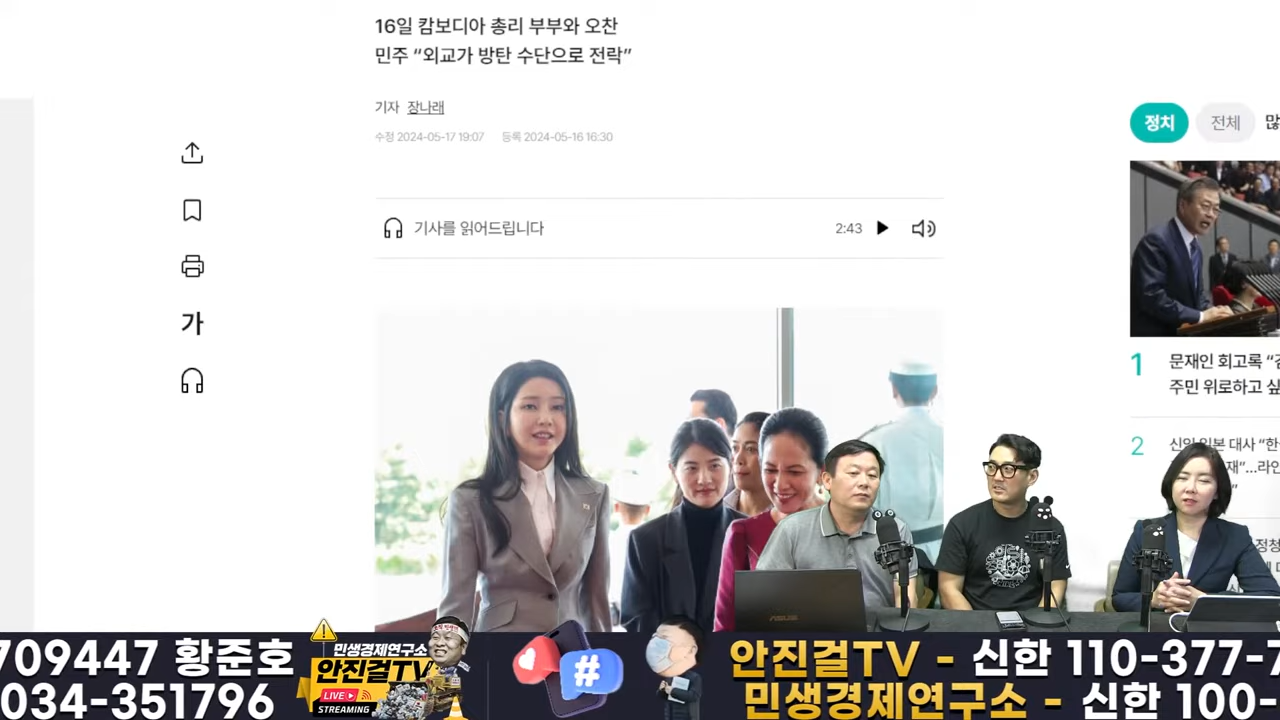 16일 캄보디아 총리 부부와 오찬
민주 “외교가 방탄 수단으로 전락”
기자 장나래
수정 2024-05-17 19:07 등록 2024-05-16 16:30
기사를 읽어드립니다
2:43
가
정치 전체 많
1 문재인 회고록 “김
주민 위로하고 싶
2 신임 일본 대사 “한
ASUS
709447 황준호
034-351796
민생경제연구소
안진걸TV
LIVE
STREAMING
#
안진걸TV - 신한 110-377-7
민생경제연구소 - 신한 100-